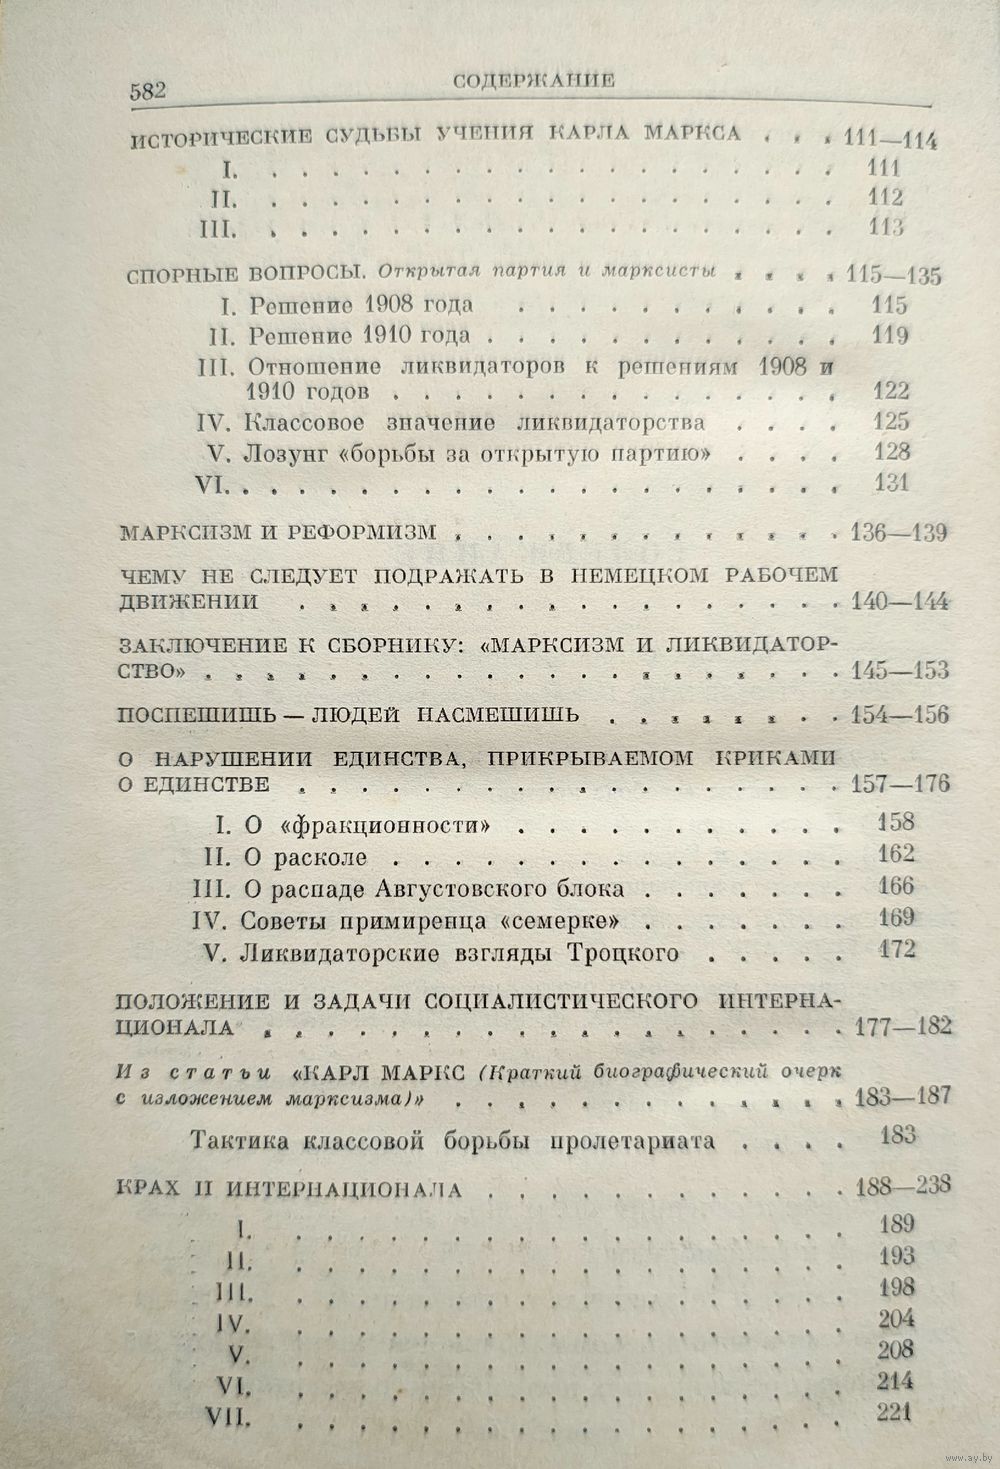 582
СОДЕРЖАНИЕ
ИСТОРИЧЕСКИЕ СУДЬБЫ УЧЕНИЯ КАРЛА МАРКСА . . . 111—114
I. . . . . . . . . . . . . . . . . . . . 111
II. . . . . . . . . . . . . . . . . . . . 112
III. . . . . . . . . . . . . . . . . . . . 113
СПОРНЫЕ ВОПРОСЫ. Открытая партия и марксисты . . . . 115—135
I. Решение 1908 года . . . . . . . . . . . 115
II. Решение 1910 года . . . . . . . . . . . . 119
III. Отношение ликвидаторов к решениям 1908 и
1910 годов . . . . . . . . . . . . . . . 122
IV. Классовое значение ликвидаторства . . . . 125
V. Лозунг «борьбы за открытую партию» . . . . 128
VI. . . . . . . . . . . . . . . . . . . . . 131
МАРКСИЗМ И РЕФОРМИЗМ . . . . . . . . . . . . . 136—139
ЧЕМУ НЕ СЛЕДУЕТ ПОДРАЖАТЬ В НЕМЕЦКОМ РАБОЧЕМ
ДВИЖЕНИИ . . . . . . . . . . . . . . . . . . 140—144
ЗАКЛЮЧЕНИЕ К СБОРНИКУ: «МАРКСИЗМ И ЛИКВИДАТОР-
СТВО» . . . . . . . . . . . . . . . . . . . . . 145—153
ПОСПЕШИШЬ — ЛЮДЕЙ НАСМЕШИШЬ . . . . . . . . 154—156
О НАРУШЕНИИ ЕДИНСТВА, ПРИКРЫВАЕМОМ КРИКАМИ
О ЕДИНСТВЕ . . . . . . . . . . . . . . . . . . 157—176
I. О «фракционности» . . . . . . . . . . . 158
II. О расколе . . . . . . . . . . . . . . . 162
III. О распаде Августовского блока . . . . . . . 166
IV. Советы примиренца «семерке» . . . . . . . 169
V. Ликвидаторские взгляды Троцкого . . . . . 172
ПОЛОЖЕНИЕ И ЗАДАЧИ СОЦИАЛИСТИЧЕСКОГО ИНТЕРНА-
ЦИОНАЛА . . . . . . . . . . . . . . . . . . . 177—182
Из статьи «КАРЛ МАРКС (Краткий биографический очерк
с изложением марксизма)» . . . . . . . . . . . . . 183—187
Тактика классовой борьбы пролетариата . . . . 183
КРАХ II ИНТЕРНАЦИОНАЛА . . . . . . . . . . . . 188—238
I. . . . . . . . . . . . . . . . . . . 189
II. . . . . . . . . . . . . . . . . . . 193
III. . . . . . . . . . . . . . . . . . . 198
IV. . . . . . . . . . . . . . . . . . . 204
V. . . . . . . . . . . . . . . . . . . 208
VI. . . . . . . . . . . . . . . . . . . 214
VII. . . . . . . . . . . . . . . . . . . 221
www.ay.by